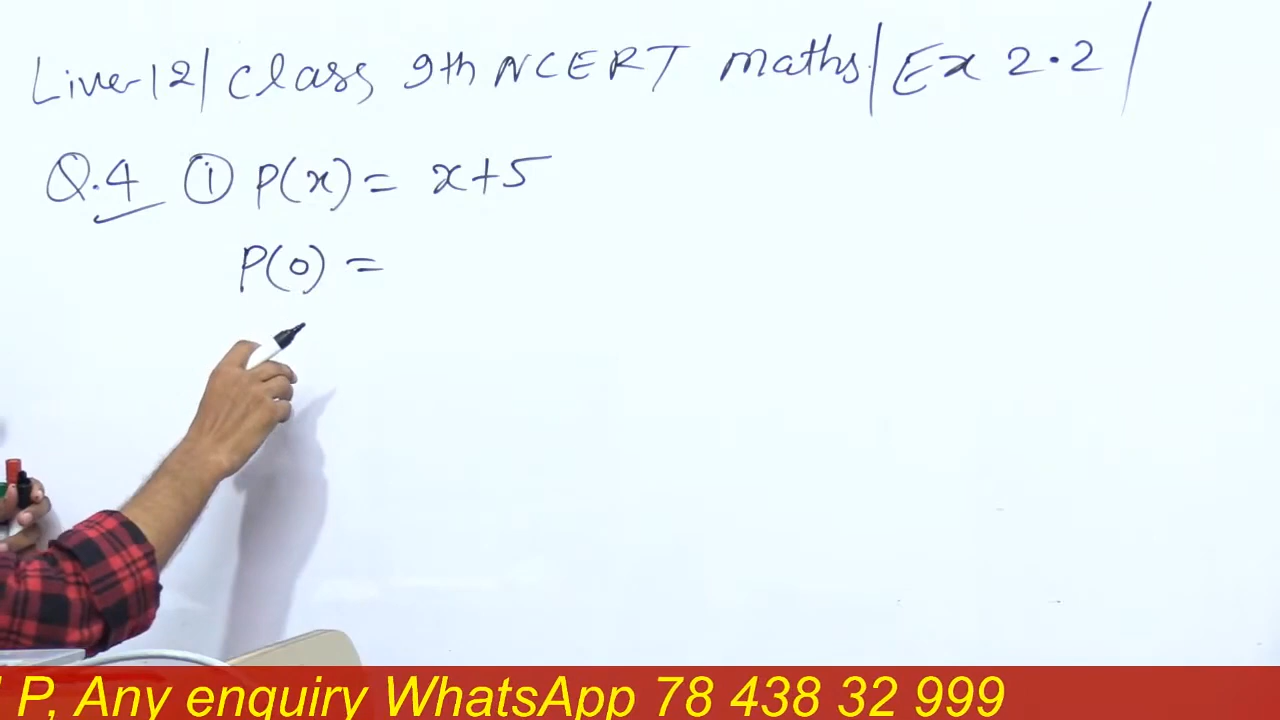 Live-12/ Class 9th NCERT maths/ Ex 2.2/
Q.4 ① P(x) = x+5
P(0) =
P, Any enquiry WhatsApp 78 438 32 999